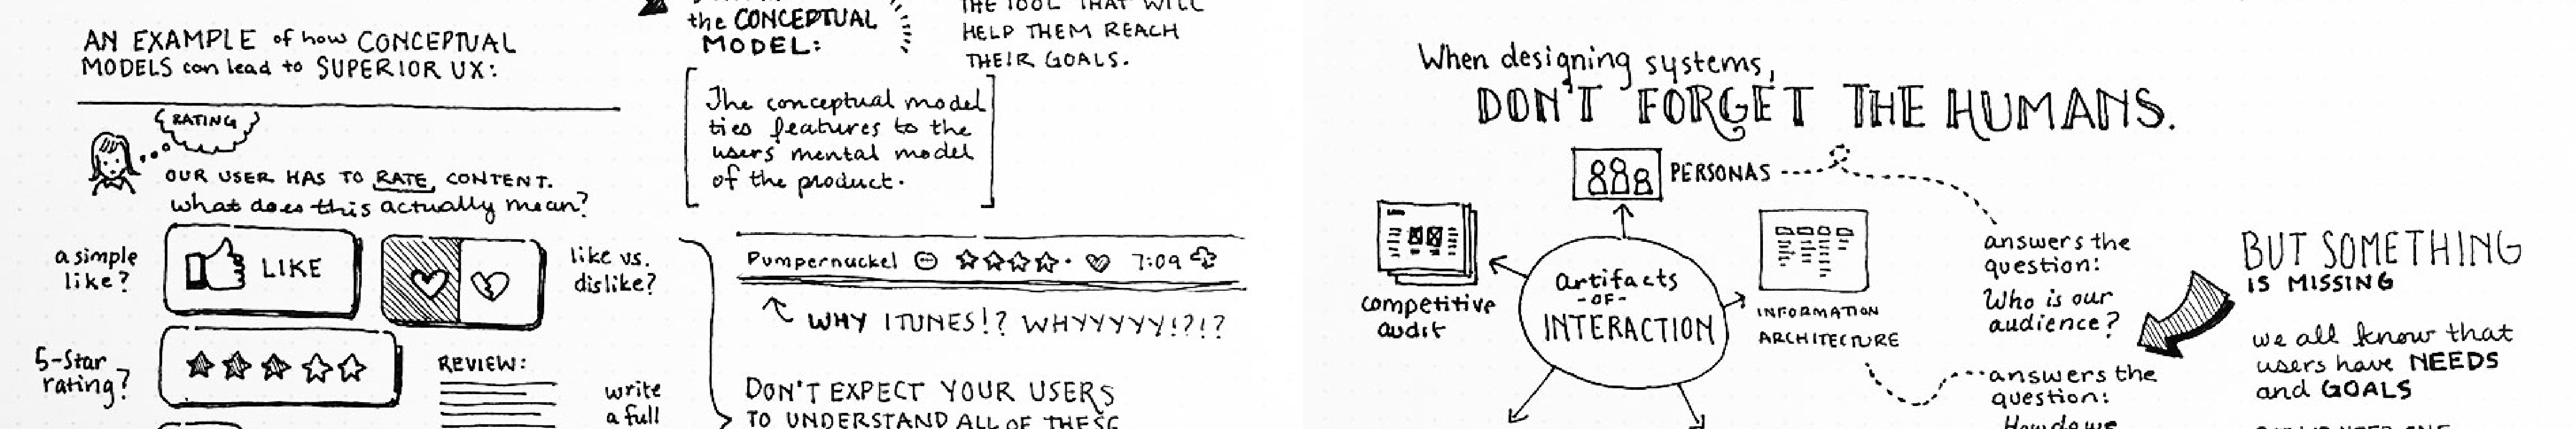 AN EXAMPLE of how CONCEPTUAL
MODELS can lead to SUPERIOR UX:
RATING
OUR USER HAS TO RATE CONTENT.
what does this actually mean?
a simple
like?
LIKE
like vs.
dislike?
5-star
rating?
REVIEW:
write
a full
the CONCEPTUAL
MODEL:
THE TOOL THAT WILL
HELP THEM REACH
THEIR GOALS.
The conceptual model
ties features to the
users' mental model
of the product.
Pumpernuckel 7:09
WHY ITUNES!? WHYYYYY!?!?
DON'T EXPECT YOUR USERS
TO UNDERSTAND ALL OF THESE
When designing systems,
DON'T FORGET THE HUMANS.
PERSONAS
competitive
audit
artifacts
-OF-
INTERACTION
INFORMATION
ARCHITECTURE
answers the
question:
Who is our
audience?
answers the
question:
How do we
BUT SOMETHING
IS MISSING
we all know that
users have NEEDS
and GOALS